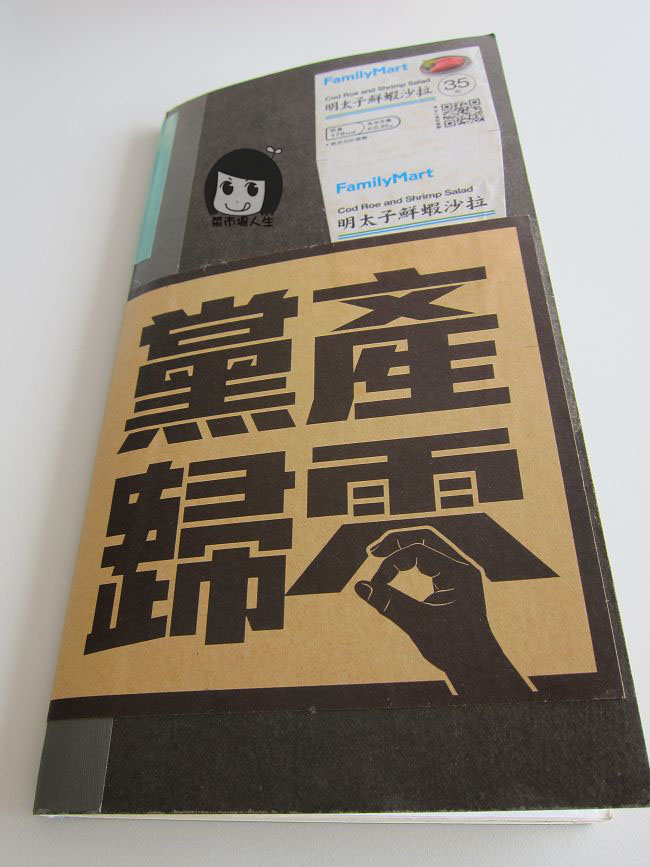 FamilyMart
Cod Roe and Shrimp Salad
35
明太子鮮蝦沙拉
FamilyMart
Cod Roe and Shrimp Salad
明太子鮮蝦沙拉
菜市場人生
黨產
歸零